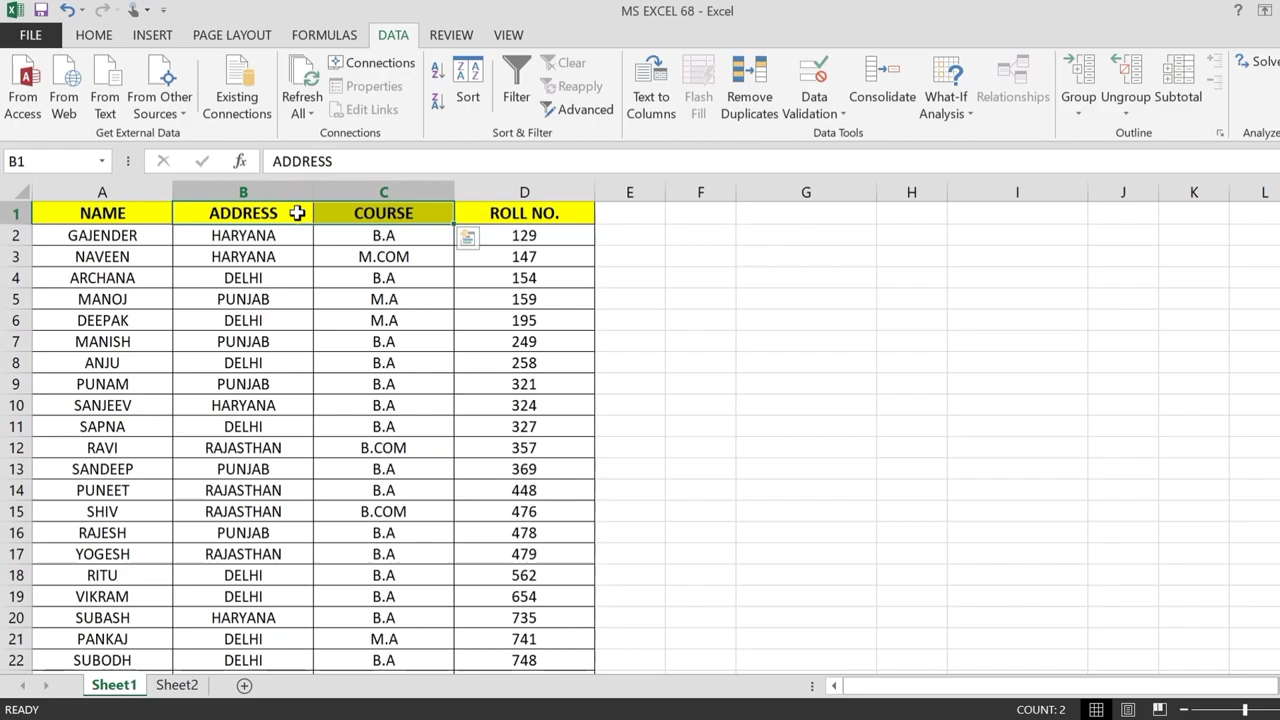 MS EXCEL 68 - Excel
?
FILE HOME INSERT PAGE LAYOUT FORMULAS DATA REVIEW VIEW
From Access
From Web
From Text
From Other Sources
Existing Connections
Get External Data
Refresh All
Connections
Properties
Edit Links
Connections
Sort
Filter
Clear
Reapply
Advanced
Sort & Filter
Text to Columns
Flash Fill
Remove Duplicates
Data Validation
Consolidate
What-If Analysis
Relationships
Data Tools
Group
Ungroup
Subtotal
Outline
Solve
Analyze
B1 fx ADDRESS
A B C D E F G H I J K L
1 NAME ADDRESS COURSE ROLL NO.
2 GAJENDER HARYANA B.A 129
3 NAVEEN HARYANA M.COM 147
4 ARCHANA DELHI B.A 154
5 MANOJ PUNJAB M.A 159
6 DEEPAK DELHI M.A 195
7 MANISH PUNJAB B.A 249
8 ANJU DELHI B.A 258
9 PUNAM PUNJAB B.A 321
10 SANJEEV HARYANA B.A 324
11 SAPNA DELHI B.A 327
12 RAVI RAJASTHAN B.COM 357
13 SANDEEP PUNJAB B.A 369
14 PUNEET RAJASTHAN B.A 448
15 SHIV RAJASTHAN B.COM 476
16 RAJESH PUNJAB B.A 478
17 YOGESH RAJASTHAN B.A 479
18 RITU DELHI B.A 562
19 VIKRAM DELHI B.A 654
20 SUBASH HARYANA B.A 735
21 PANKAJ DELHI M.A 741
22 SUBODH DELHI B.A 748
Sheet1 Sheet2
READY COUNT: 2